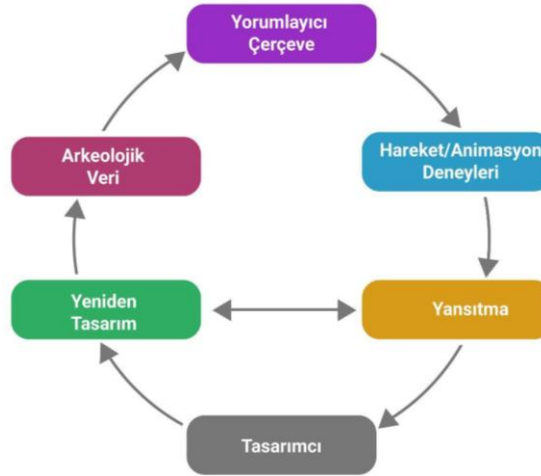 Yorumlayıcı
Çerçeve
Hareket/Animasyon
Deneyleri
Arkeolojik
Veri
Yeniden
Tasarım
Yansıtma
Tasarımcı